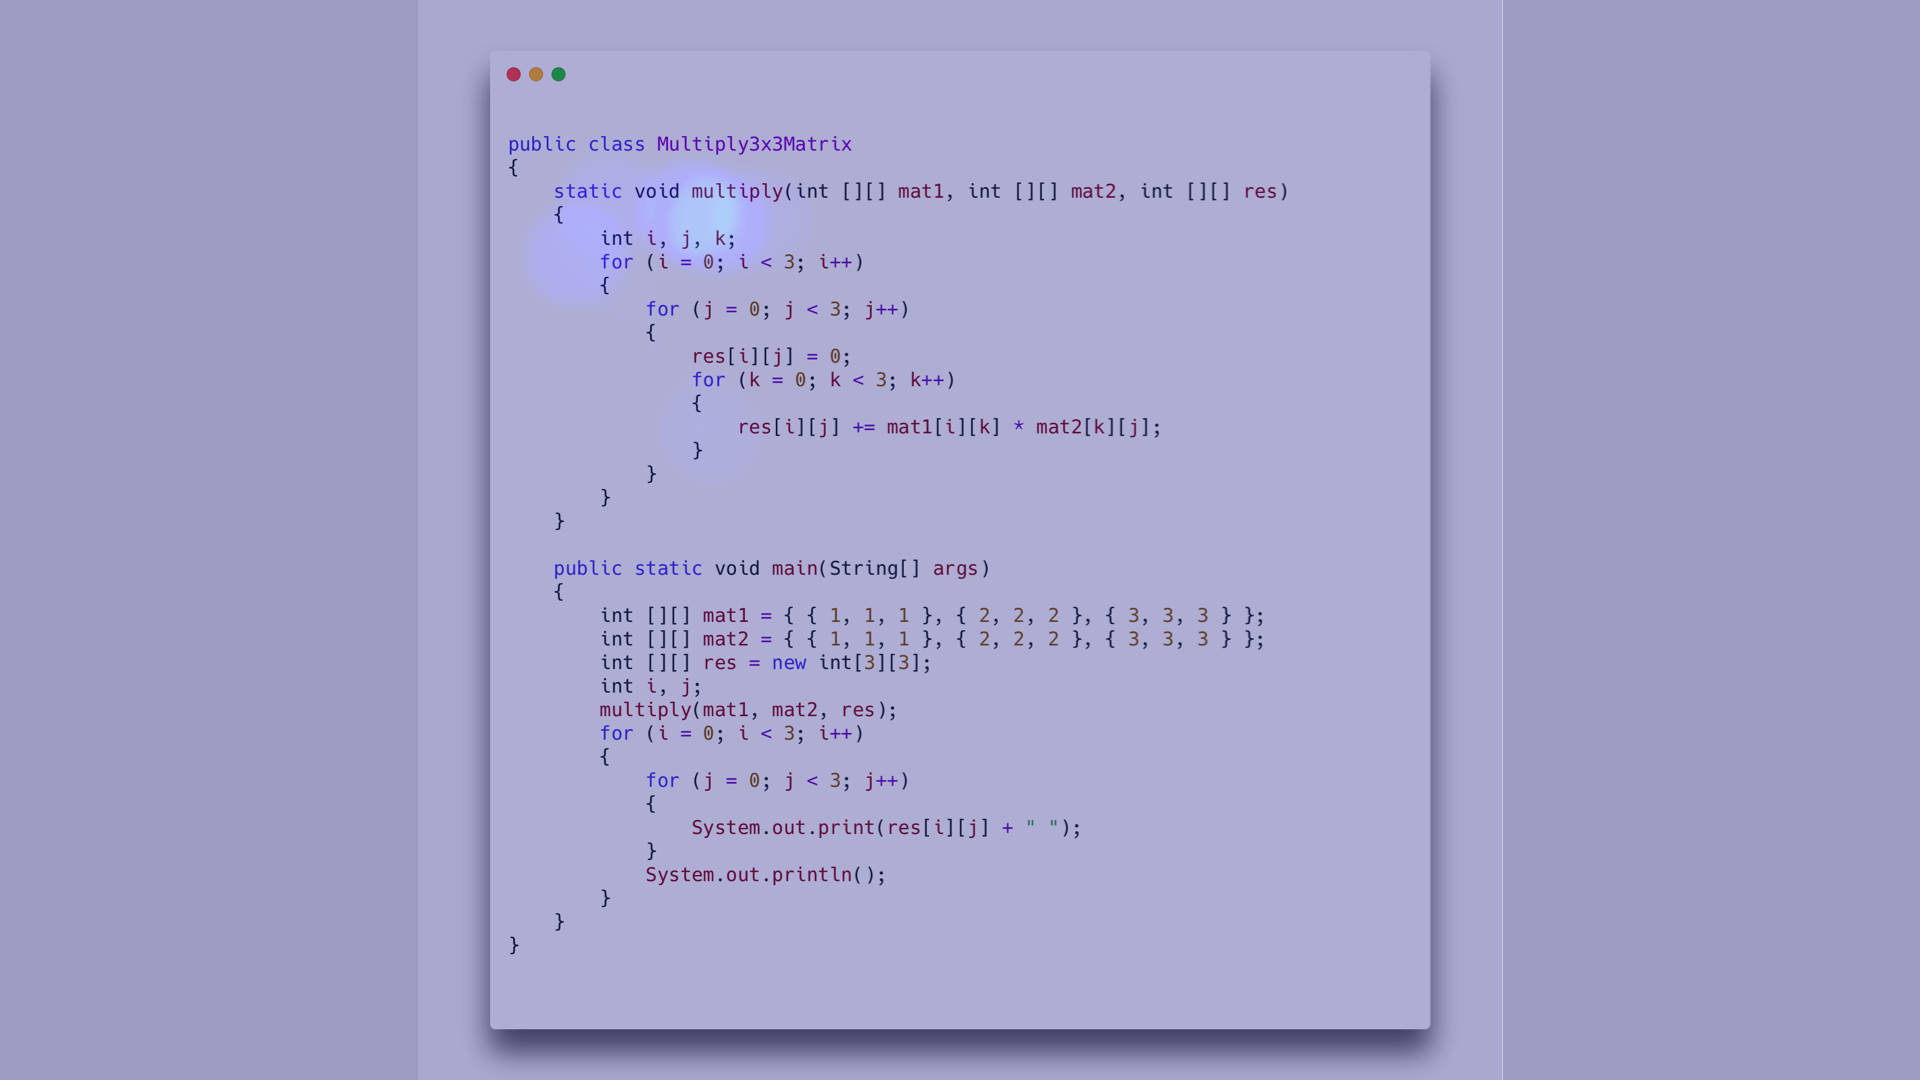 public class Multiply3x3Matrix
{
    static void multiply(int [][] mat1, int [][] mat2, int [][] res)
    {
        int i, j, k;
        for (i = 0; i < 3; i++)
        {
            for (j = 0; j < 3; j++)
            {
                res[i][j] = 0;
                for (k = 0; k < 3; k++)
                {
                    res[i][j] += mat1[i][k] * mat2[k][j];
                }
            }
        }
    }

    public static void main(String[] args)
    {
        int [][] mat1 = { { 1, 1, 1 }, { 2, 2, 2 }, { 3, 3, 3 } };
        int [][] mat2 = { { 1, 1, 1 }, { 2, 2, 2 }, { 3, 3, 3 } };
        int [][] res = new int[3][3];
        int i, j;
        multiply(mat1, mat2, res);
        for (i = 0; i < 3; i++)
        {
            for (j = 0; j < 3; j++)
            {
                System.out.print(res[i][j] + " ");
            }
            System.out.println();
        }
    }
}